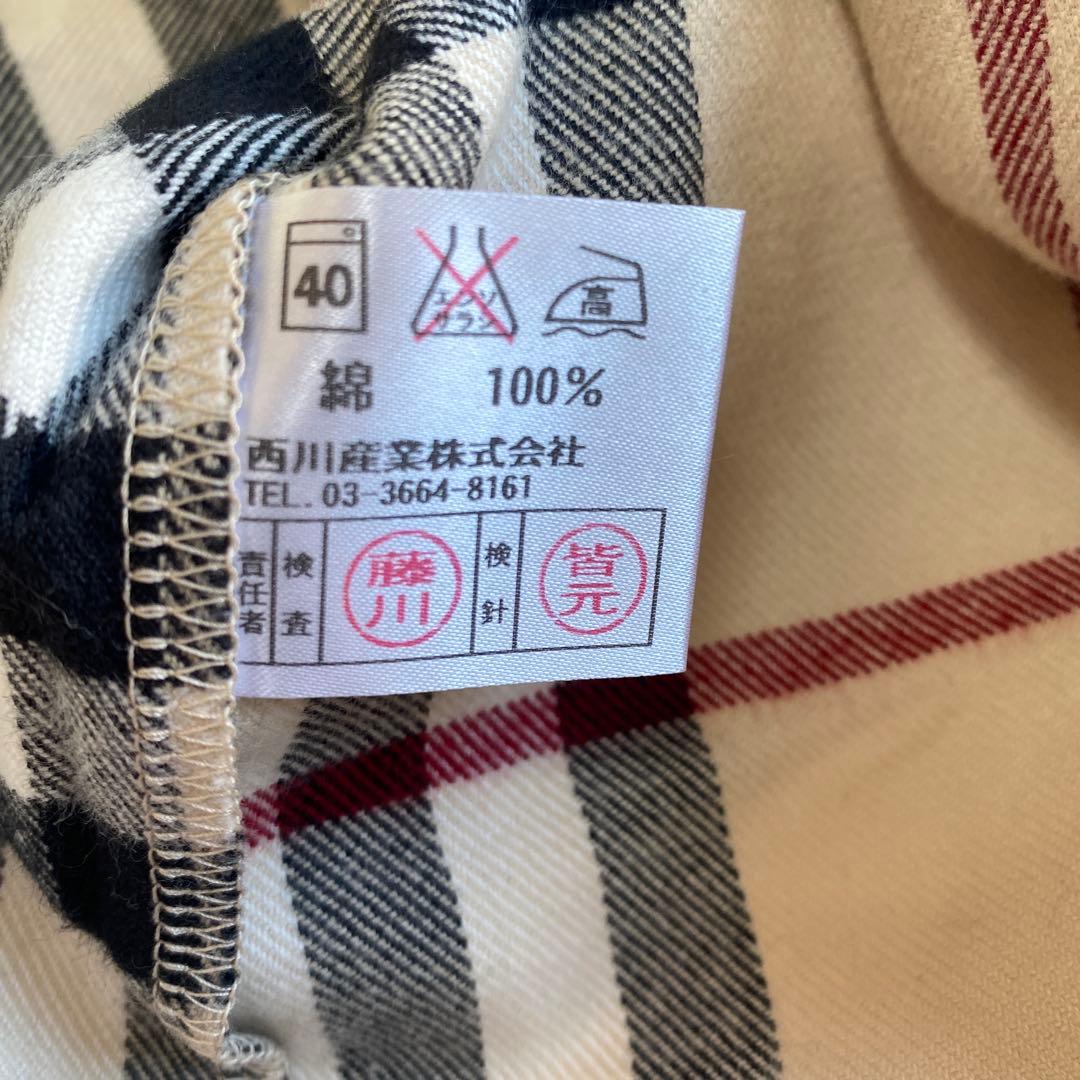 40
エンソ
サラシ
高
綿 100%
西川産業株式会社
TEL. 03-3664-8161
責任者
検査
藤川
検針
皆元